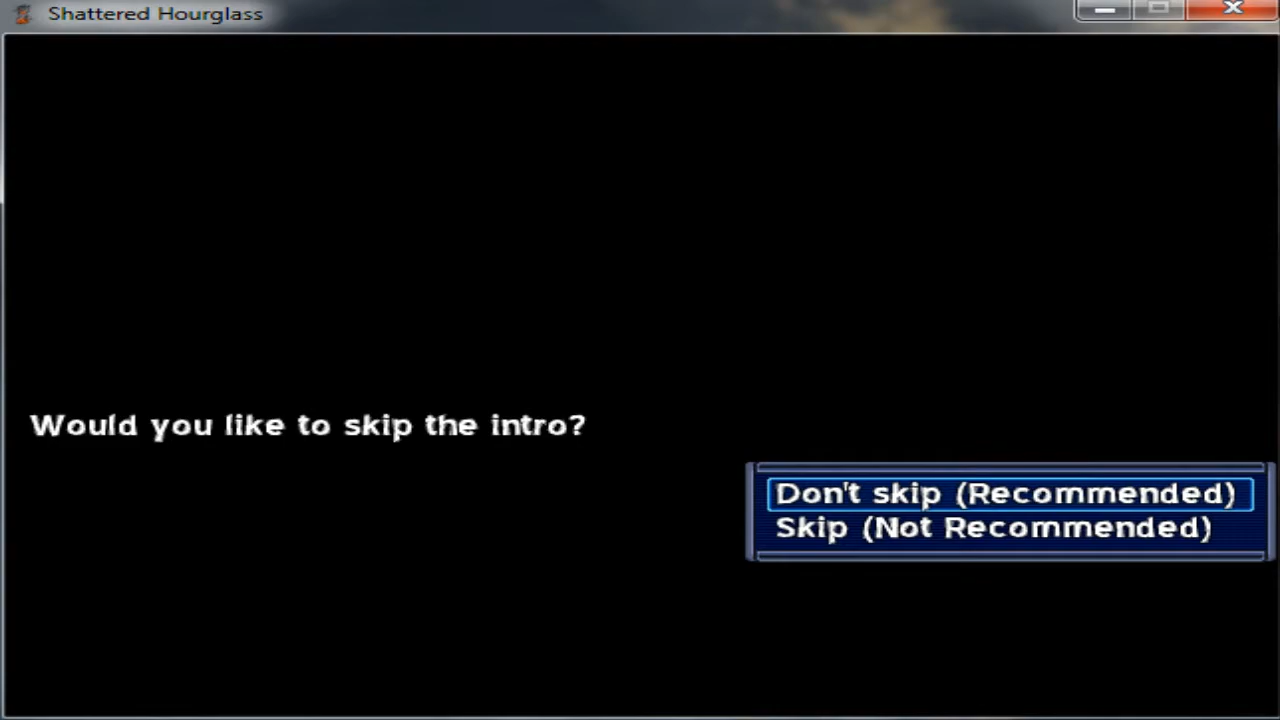 Shattered Hourglass
Would you like to skip the intro?
Don't skip (Recommended)
Skip (Not Recommended)